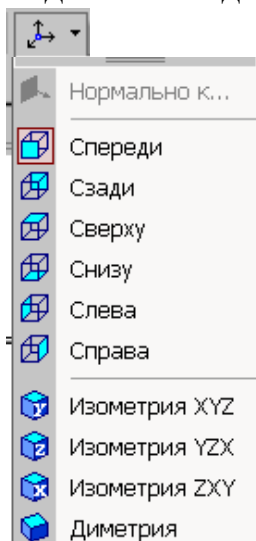 Нормально к...
Спереди
Сзади
Сверху
Снизу
Слева
Справа
Изометрия XYZ
Изометрия YZX
Изометрия ZXY
Диметрия